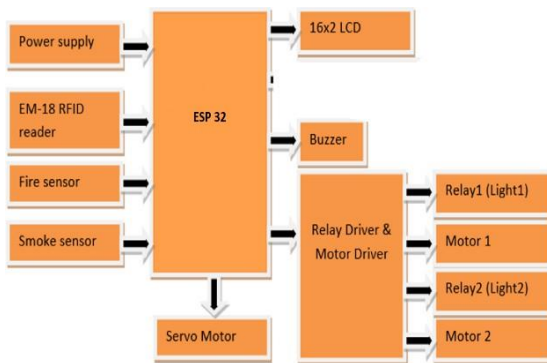 Power supply
EM-18 RFID
reader
Fire sensor
Smoke sensor
ESP 32
16x2 LCD
Buzzer
Relay Driver &
Motor Driver
Relay1 (Light1)
Motor 1
Relay2 (Light2)
Motor 2
Servo Motor